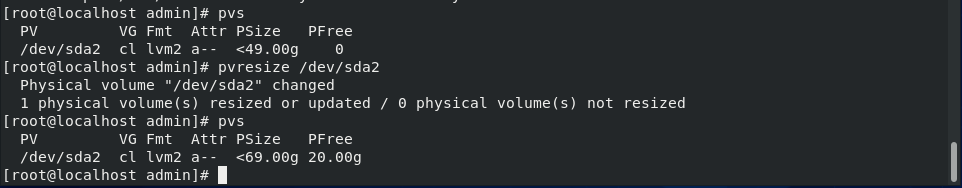 [root@localhost admin]# pvs
  PV         VG Fmt  Attr PSize   PFree
  /dev/sda2  cl lvm2 a--  <49.00g    0
[root@localhost admin]# pvresize /dev/sda2
  Physical volume "/dev/sda2" changed
  1 physical volume(s) resized or updated / 0 physical volume(s) not resized
[root@localhost admin]# pvs
  PV         VG Fmt  Attr PSize   PFree
  /dev/sda2  cl lvm2 a--  <69.00g 20.00g
[root@localhost admin]#